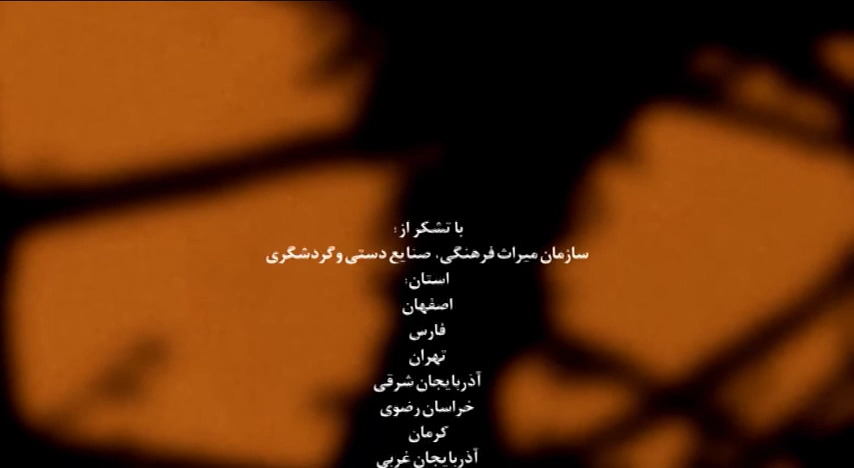 با تشکر از:
سازمان میراث فرهنگی، صنایع دستی وگردشگری
استان:
اصفهان
فارس
تهران
آذربایجان شرقی
خراسان رضوی
کرمان
آذربایجان غربی